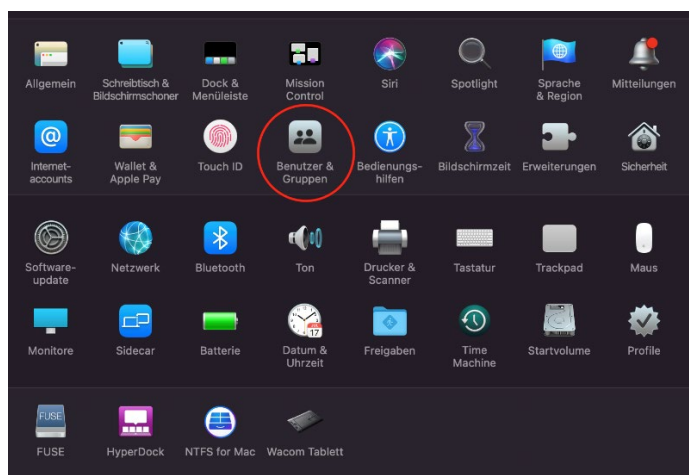 Allgemein
Schreibtisch &
Bildschirmschoner
Dock &
Menüleiste
Mission
Control
Siri
Spotlight
Sprache
& Region
Mitteilungen
Internet-
accounts
Wallet &
Apple Pay
Touch ID
Benutzer &
Gruppen
Bedienungs-
hilfen
Bildschirmzeit
Erweiterungen
Sicherheit
Software-
update
Netzwerk
Bluetooth
Ton
Drucker &
Scanner
Tastatur
Trackpad
Maus
Monitore
Sidecar
Batterie
17
Datum &
Uhrzeit
Freigaben
Time
Machine
Startvolume
Profile
FUSE
FUSE
HyperDock
NTFS for Mac
Wacom Tablett